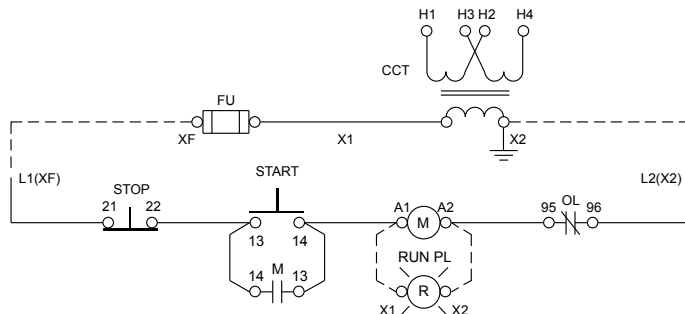 H1 H3 H2 H4
CCT
FU
XF X1 X2
START
L1(XF) L2(X2)
STOP
21 22 A1 M A2 95 OL 96
13 14
RUN PL
14 M 13
R
X1 X2